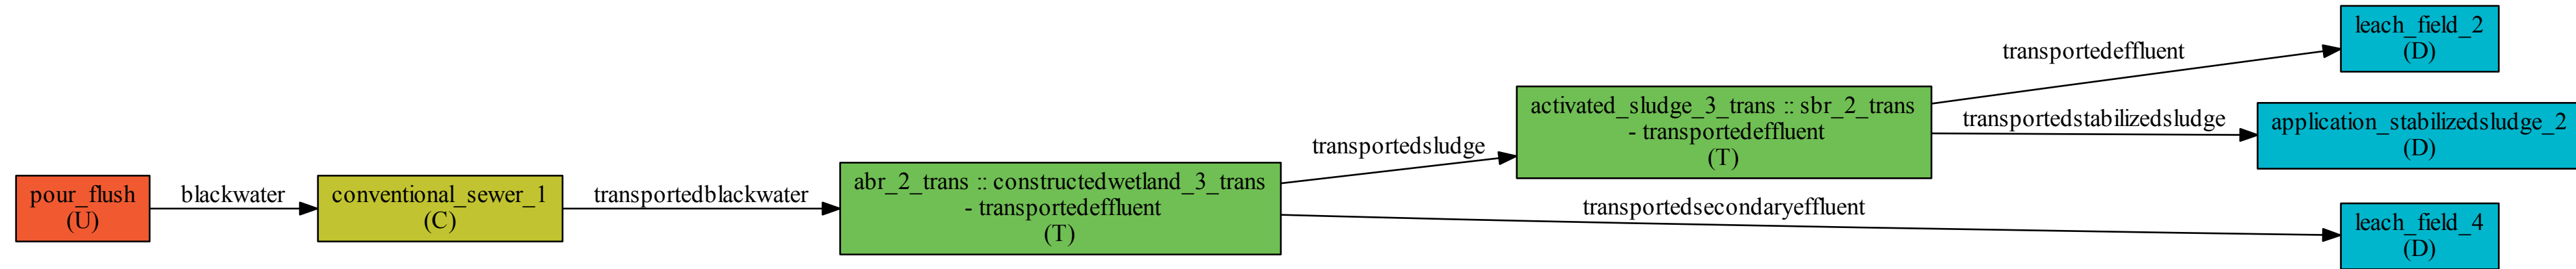 pour_flush
(U)
blackwater
conventional_sewer_1
(C)
transportedblackwater
abr_2_trans :: constructedwetland_3_trans
- transportedeffluent
(T)
transportedsludge
transportedsecondaryeffluent
activated_sludge_3_trans :: sbr_2_trans
- transportedeffluent
(T)
transportedeffluent
transportedstabilizedsludge
leach_field_2
(D)
application_stabilizedsludge_2
(D)
leach_field_4
(D)